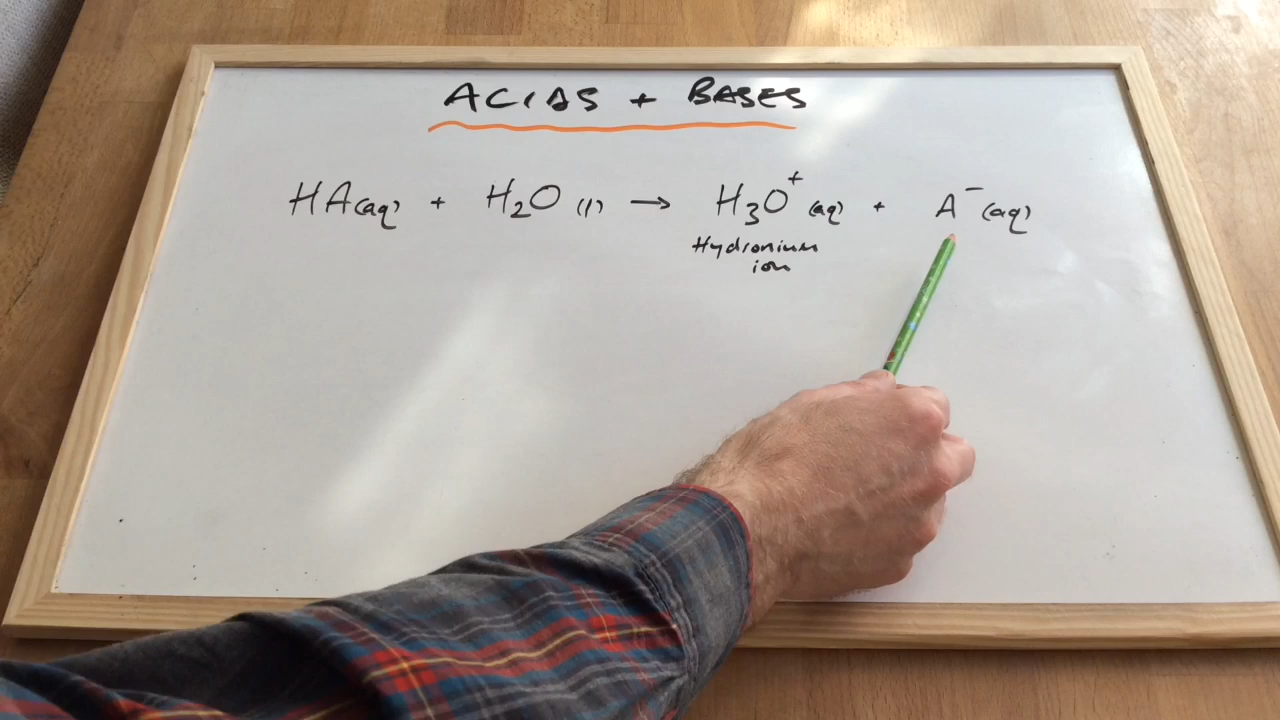 ACIDS + BASES
HA(aq) + H₂O (l) → H₃O⁺ (aq) + A⁻ (aq)
Hydronium
ion